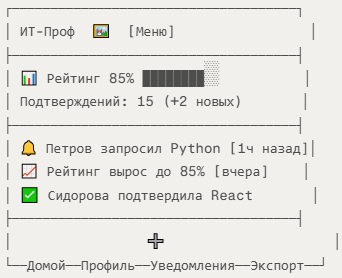 ИТ-Проф [Меню]
Рейтинг 85%
Подтверждений: 15 (+2 новых)
Петров запросил Python [1ч назад]
Рейтинг вырос до 85% [вчера]
Сидорова подтвердила React
Домой—Профиль—Уведомления—Экспорт